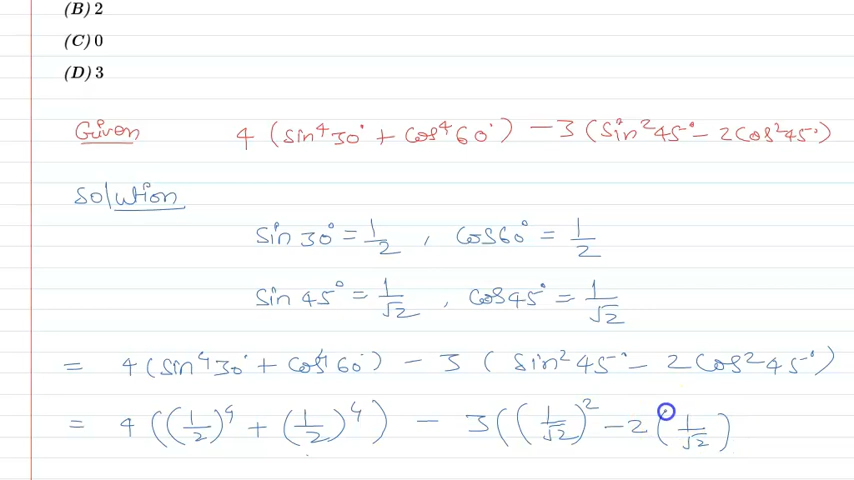 (B) 2
(C) 0
(D) 3
Given 4 (sin⁴30° + cos⁴60°) − 3 (sin²45° − 2cos²45°)
Solution
sin 30° = 1/2 , cos60° = 1/2
sin 45° = 1/√2 , cos45° = 1/√2
= 4 (sin⁴30° + cos⁴60°) − 3 (sin²45° − 2cos²45°)
= 4 ((1/2)⁴ + (1/2)⁴) − 3 ((1/√2)² − 2 (1/√2)